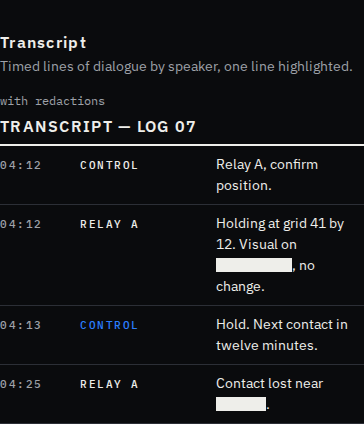 Transcript
Timed lines of dialogue by speaker, one line highlighted.
with redactions
TRANSCRIPT — LOG 07
04:12 CONTROL Relay A, confirm
position.
04:12 RELAY A Holding at grid 41 by
12. Visual on
, no
change.
04:13 CONTROL Hold. Next contact in
twelve minutes.
04:25 RELAY A Contact lost near
.